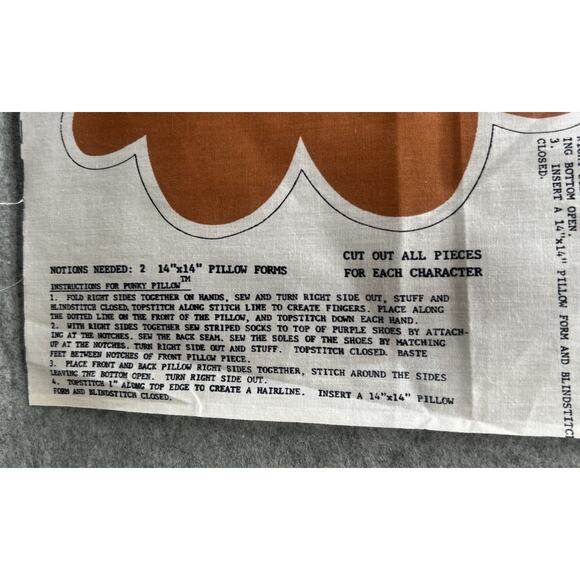 NOTIONS NEEDED: 2 14"x14" PILLOW FORMS
CUT OUT ALL PIECES
FOR EACH CHARACTER
INSTRUCTIONS FOR PUNKY PILLOW™
1. FOLD RIGHT SIDES TOGETHER ON HANDS, SEW AND TURN RIGHT SIDE OUT, STUFF AND
BLINDSTITCH CLOSED. TOPSTITCH ALONG STITCH LINE TO CREATE FINGERS. PLACE ALONG
THE DOTTED LINE ON THE FRONT OF THE PILLOW, AND TOPSTITCH DOWN EACH HAND.
2. WITH RIGHT SIDES TOGETHER SEW STRIPED SOCKS TO TOP OF PURPLE SHOES BY ATTACH-
ING AT THE NOTCHES. SEW THE BACK SEAM. SEW THE SOLES OF THE SHOES BY MATCHING
UP AT THE NOTCHES. TURN RIGHT SIDE OUT AND STUFF. TOPSTITCH CLOSED. BASTE
FEET BETWEEN NOTCHES OF FRONT PILLOW PIECE.
3. PLACE FRONT AND BACK PILLOW RIGHT SIDES TOGETHER, STITCH AROUND THE SIDES
LEAVING THE BOTTOM OPEN. TURN RIGHT SIDE OUT.
4. TOPSTITCH 1" ALONG TOP EDGE TO CREATE A HAIRLINE. INSERT A 14"x14" PILLOW
FORM AND BLINDSTITCH CLOSED.
ING BOTTOM OPEN.
3. INSERT A 14"x14" PILLOW FORM AND BLINDSTITC
CLOSED.